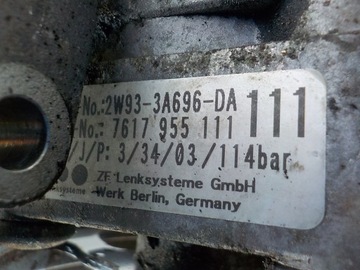 No.:2W93-3A696-DA 111
No.: 7617 955 111
/J/P: 3/34/03/114bar
ZF Lenksysteme GmbH
Werk Berlin, Germany